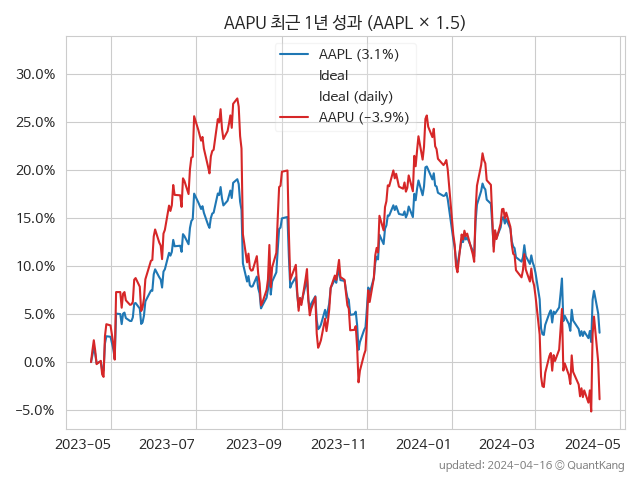 AAPU 최근 1년 성과 (AAPL × 1.5)
AAPL (3.1%)
Ideal
Ideal (daily)
AAPU (−3.9%)
30.0%
25.0%
20.0%
15.0%
10.0%
5.0%
0.0%
−5.0%
2023-05 2023-07 2023-09 2023-11 2024-01 2024-03 2024-05
updated: 2024-04-16 © QuantKang